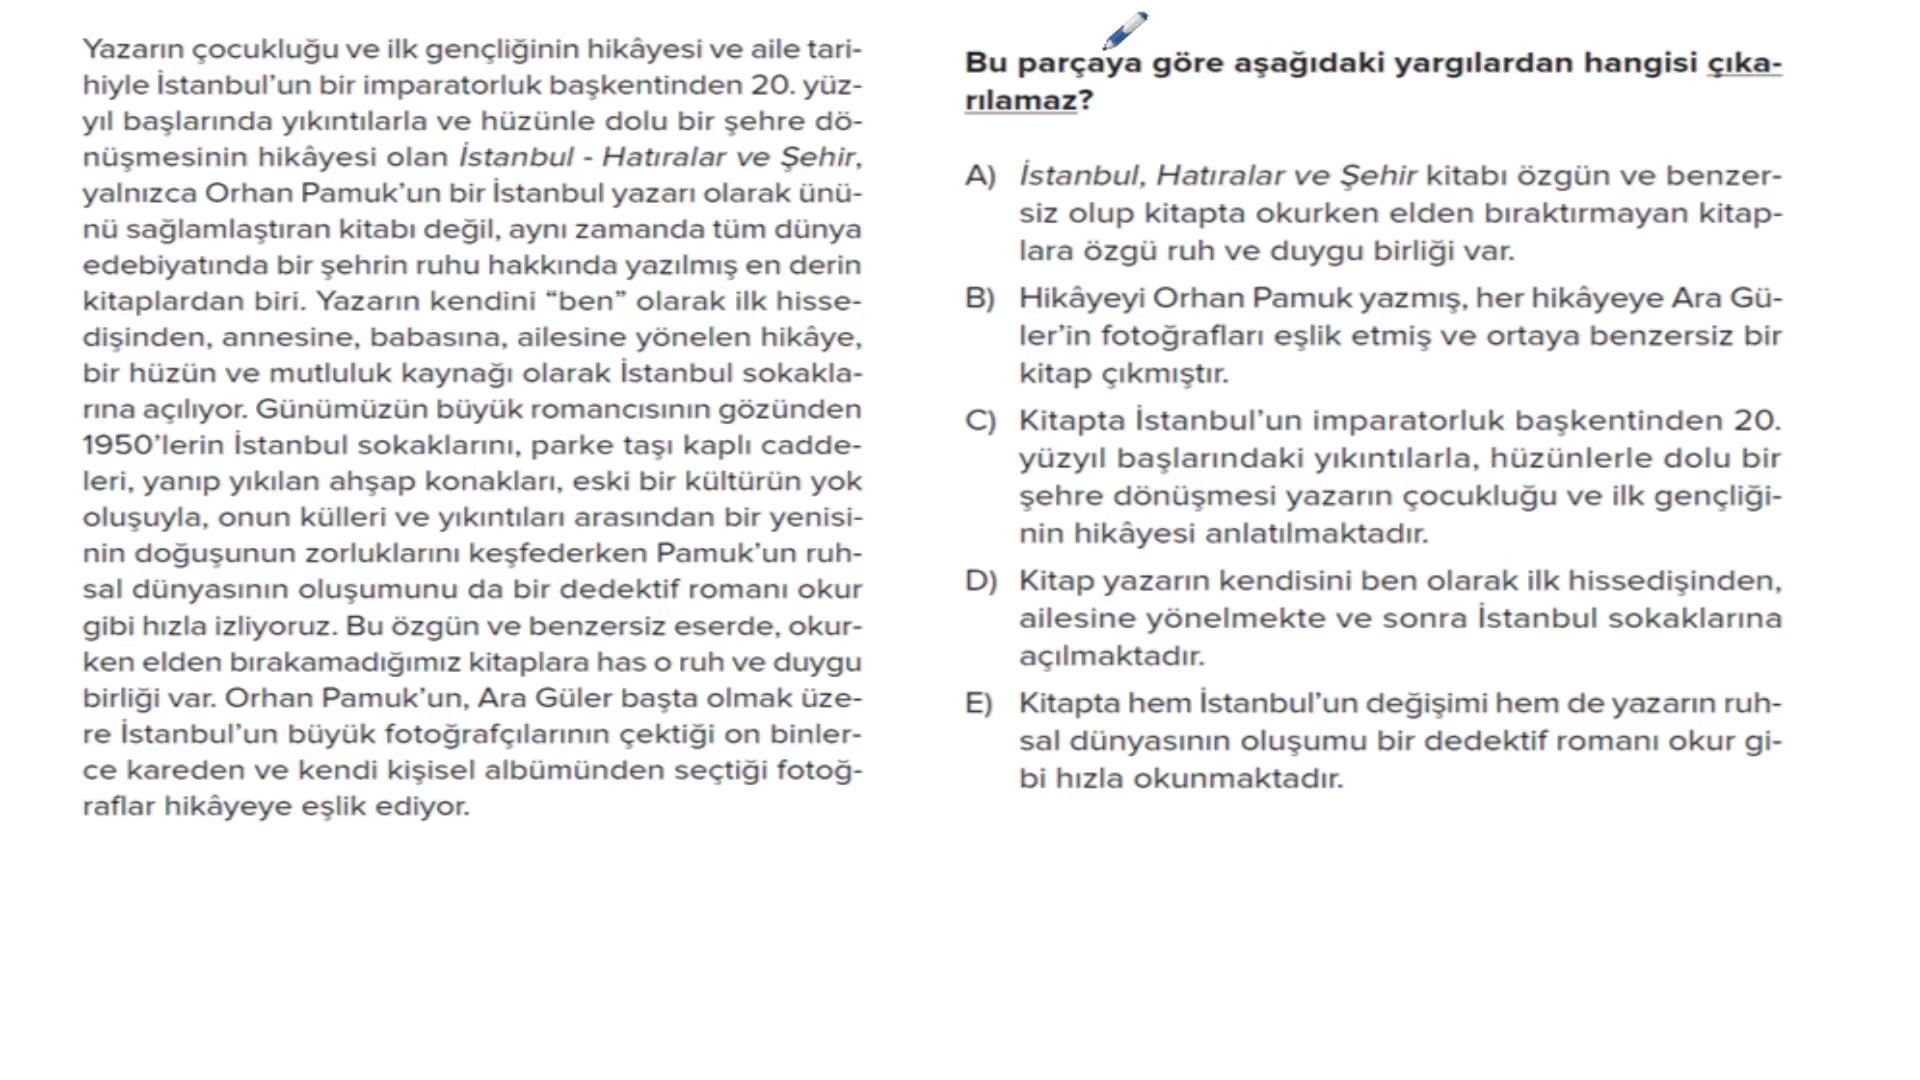 Yazarın çocukluğu ve ilk gençliğinin hikâyesi ve aile tari-
hiyle İstanbul'un bir imparatorluk başkentinden 20. yüz-
yıl başlarında yıkıntılarla ve hüzünle dolu bir şehre dö-
nüşmesinin hikâyesi olan İstanbul - Hatıralar ve Şehir,
yalnızca Orhan Pamuk'un bir İstanbul yazarı olarak ünü-
nü sağlamlaştıran kitabı değil, aynı zamanda tüm dünya
edebiyatında bir şehrin ruhu hakkında yazılmış en derin
kitaplardan biri. Yazarın kendini “ben” olarak ilk hisse-
dişinden, annesine, babasına, ailesine yönelen hikâye,
bir hüzün ve mutluluk kaynağı olarak İstanbul sokakla-
rına açılıyor. Günümüzün büyük romancısının gözünden
1950'lerin İstanbul sokaklarını, parke taşı kaplı cadde-
leri, yanıp yıkılan ahşap konakları, eski bir kültürün yok
oluşuyla, onun külleri ve yıkıntıları arasından bir yenisi-
nin doğuşunun zorluklarını keşfederken Pamuk'un ruh-
sal dünyasının oluşumunu da bir dedektif romanı okur
gibi hızla izliyoruz. Bu özgün ve benzersiz eserde, okur-
ken elden bırakamadığımız kitaplara has o ruh ve duygu
birliği var. Orhan Pamuk'un, Ara Güler başta olmak üze-
re İstanbul'un büyük fotoğrafçılarının çektiği on binler-
ce kareden ve kendi kişisel albümünden seçtiği fotoğ-
raflar hikâyeye eşlik ediyor.
Bu parçaya göre aşağıdaki yargılardan hangisi çıka-
rılamaz?
A) İstanbul, Hatıralar ve Şehir kitabı özgün ve benzer-
siz olup kitapta okurken elden bıraktırmayan kitap-
lara özgü ruh ve duygu birliği var.
B) Hikâyeyi Orhan Pamuk yazmış, her hikâyeye Ara Gü-
ler'in fotoğrafları eşlik etmiş ve ortaya benzersiz bir
kitap çıkmıştır.
C) Kitapta İstanbul'un imparatorluk başkentinden 20.
yüzyıl başlarındaki yıkıntılarla, hüzünlerle dolu bir
şehre dönüşmesi yazarın çocukluğu ve ilk gençliği-
nin hikâyesi anlatılmaktadır.
D) Kitap yazarın kendisini ben olarak ilk hissedişinden,
ailesine yönelmekte ve sonra İstanbul sokaklarına
açılmaktadır.
E) Kitapta hem İstanbul'un değişimi hem de yazarın ruh-
sal dünyasının oluşumu bir dedektif romanı okur gi-
bi hızla okunmaktadır.